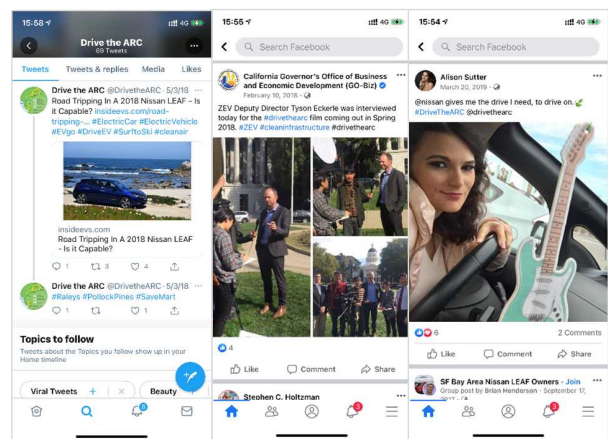 15:58
4G
Drive the ARC
69 Tweets
Tweets
Tweets & replies
Media
Likes
Drive the ARC @DrivetheARC · 5/3/18
Road Tripping In A 2018 Nissan LEAF - Is
it Capable? insideevs.com/road-
tripping-... #ElectricCar #ElectricVehicle
#EVgo #DriveEV #SurftoSki #cleanair
insideevs.com
Road Tripping In A 2018 Nissan LEAF
- Is it Capable?
1
3
4
Drive the ARC @DrivetheARC · 5/3/18
#Raleys #PollockPines #SaveMart
1
1
Topics to follow
Tweets about the Topics you follow show up in your
Home timeline
Viral Tweets
Beauty
15:55
4G
Search Facebook
California Governor's Office of Business
and Economic Development (GO-Biz)
February 10, 2018
ZEV Deputy Director Tyson Eckerle was interviewed
today for the #drivethearc film coming out in Spring
2018. #ZEV #cleaninfrastructure #drivethearc
4
Like
Comment
Share
Stephen C. Holtzman
3
15:54
4G
Search Facebook
Alison Sutter
March 20, 2019
@nissan gives me the drive I need, to drive on.
#DriveTheARC @drivethearc
6
2 Comments
Like
Comment
Share
SF Bay Area Nissan LEAF Owners · Join
Group post by Brian Henderson · September 17,
3